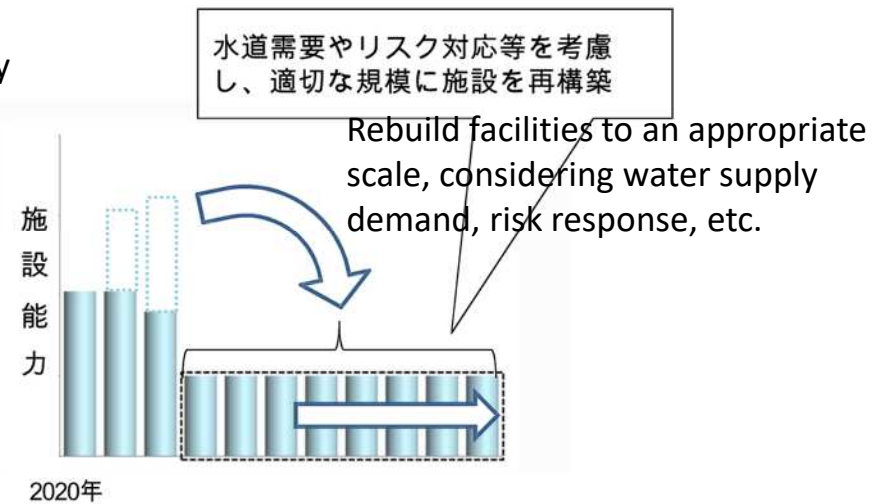 y
水道需要やリスク対応等を考慮
し、適切な規模に施設を再構築
Rebuild facilities to an appropriate
scale, considering water supply
demand, risk response, etc.
施設能力
2020年